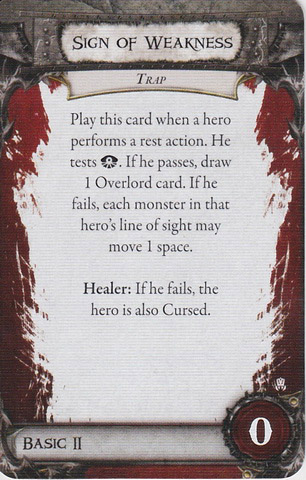 Sign of Weakness
Trap
Play this card when a hero
performs a rest action. He
tests . If he passes, draw
1 Overlord card. If he
fails, each monster in that
hero's line of sight may
move 1 space.
Healer: If he fails, the
hero is also Cursed.
Basic II
0